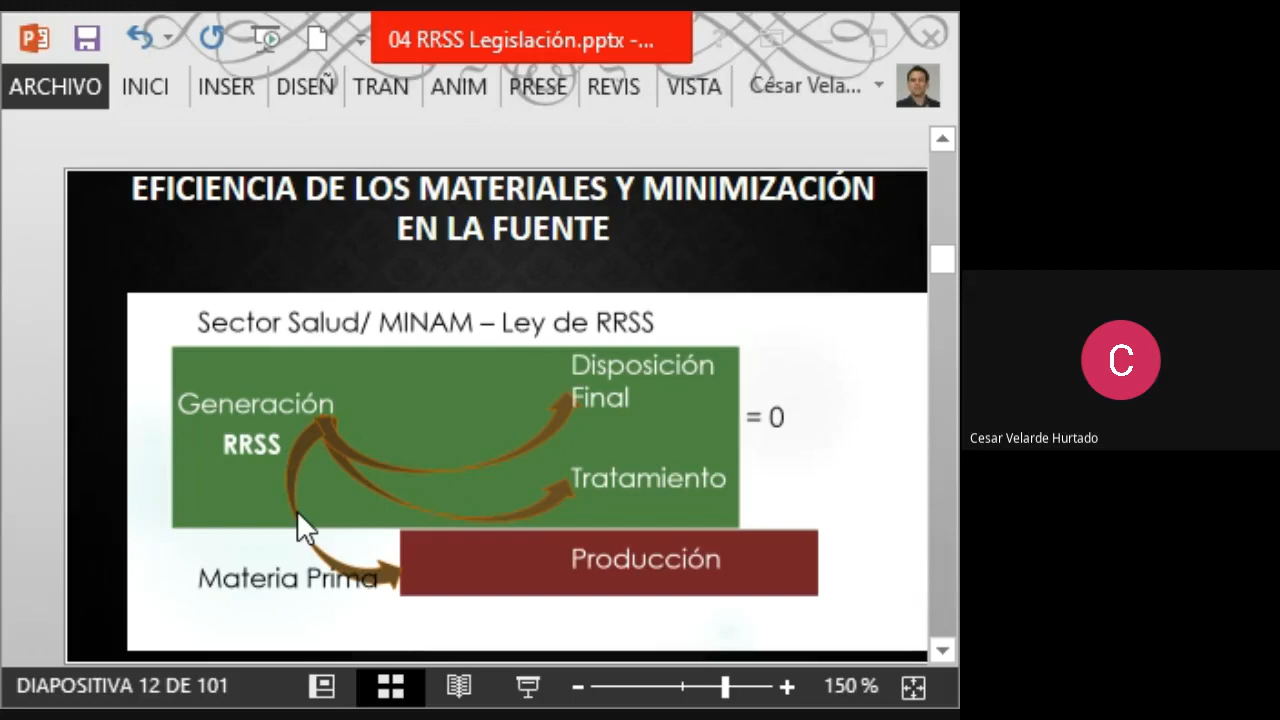 04 RRSS Legislación.pptx -...
ARCHIVO INICI INSER DISEÑ TRAN ANIM PRESE REVIS VISTA César Vela...
EFICIENCIA DE LOS MATERIALES Y MINIMIZACIÓN
EN LA FUENTE
Sector Salud/ MINAM – Ley de RRSS
Disposición
Final
Generación
RRSS
= 0
Tratamiento
Producción
Materia Prima
DIAPOSITIVA 12 DE 101
150 %
C
Cesar Velarde Hurtado